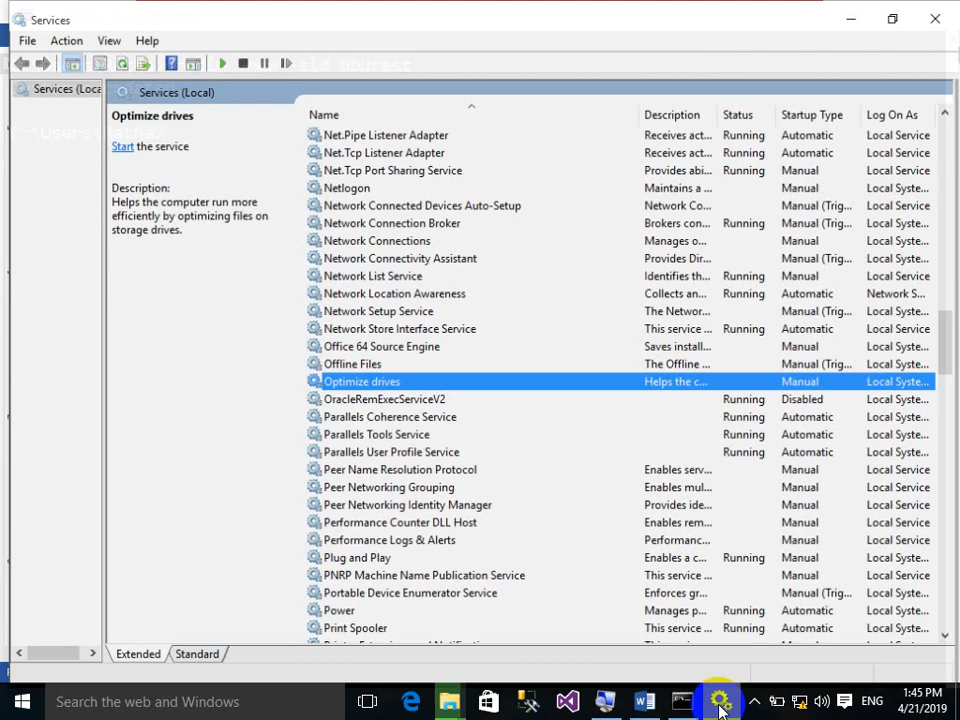 Services
File Action View Help
Services (Loca
Services (Local)
Optimize drives
Start the service
Description:
Helps the computer run more
efficiently by optimizing files on
storage drives.
Name Description Status Startup Type Log On As
Net.Pipe Listener Adapter Receives act... Running Automatic Local Service
Net.Tcp Listener Adapter Receives act... Running Automatic Local Service
Net.Tcp Port Sharing Service Provides abi... Running Manual Local Service
Netlogon Maintains a ... Manual Local Syste...
Network Connected Devices Auto-Setup Network Co... Manual (Trig... Local Service
Network Connection Broker Brokers con... Running Manual (Trig... Local Syste...
Network Connections Manages o... Manual Local Syste...
Network Connectivity Assistant Provides Dir... Manual (Trig... Local Syste...
Network List Service Identifies th... Running Manual Local Service
Network Location Awareness Collects an... Running Automatic Network S...
Network Setup Service The Networ... Manual (Trig... Local Syste...
Network Store Interface Service This service ... Running Automatic Local Service
Office 64 Source Engine Saves install... Manual Local Syste...
Offline Files The Offline ... Manual (Trig... Local Syste...
Optimize drives Helps the c... Manual Local Syste...
OracleRemExecServiceV2 Running Disabled Local Syste...
Parallels Coherence Service Running Automatic Local Syste...
Parallels Tools Service Running Automatic Local Syste...
Parallels User Profile Service Running Automatic Local Syste...
Peer Name Resolution Protocol Enables serv... Manual Local Service
Peer Networking Grouping Enables mul... Manual Local Service
Peer Networking Identity Manager Provides ide... Manual Local Service
Performance Counter DLL Host Enables rem... Manual Local Service
Performance Logs & Alerts Performanc... Manual Local Service
Plug and Play Enables a c... Running Manual Local Syste...
PNRP Machine Name Publication Service This service ... Manual Local Service
Portable Device Enumerator Service Enforces gr... Manual (Trig... Local Syste...
Power Manages p... Running Automatic Local Syste...
Print Spooler This service ... Running Automatic Local Syste...
Extended Standard
Search the web and Windows
ENG
1:45 PM
4/21/2019